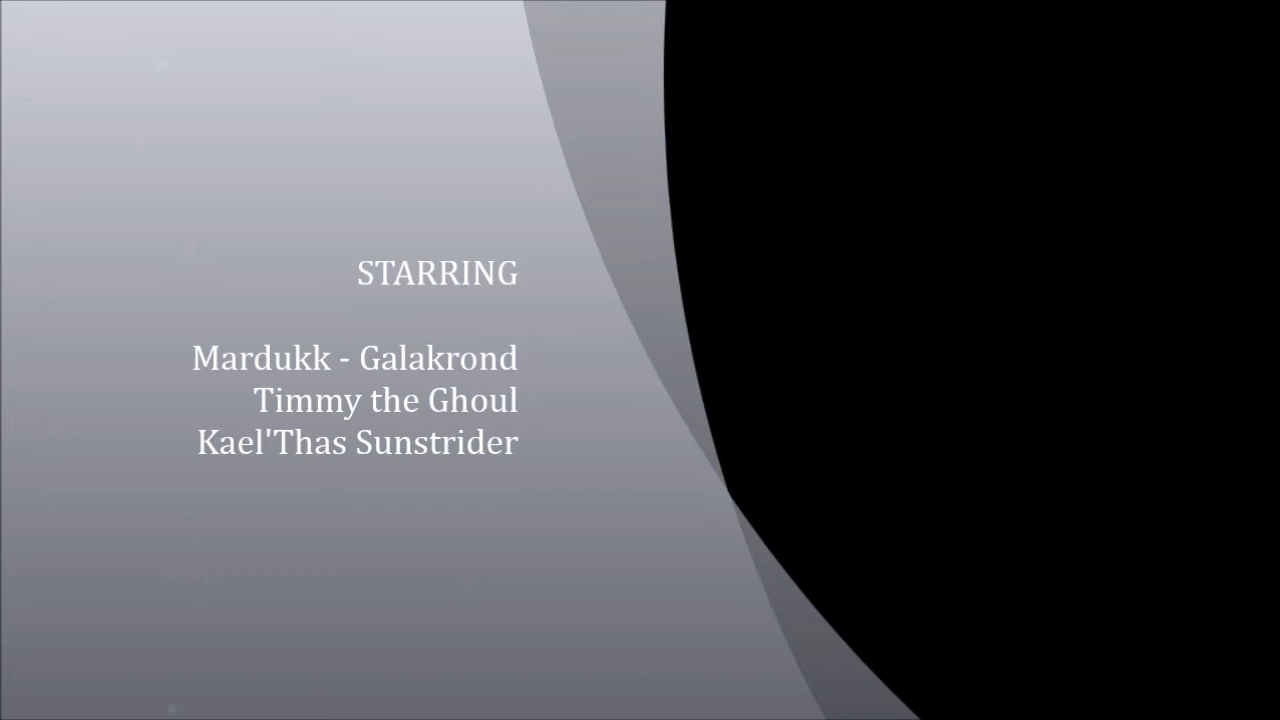 STARRING
Mardukk - Galakrond
Timmy the Ghoul
Kael'Thas Sunstrider